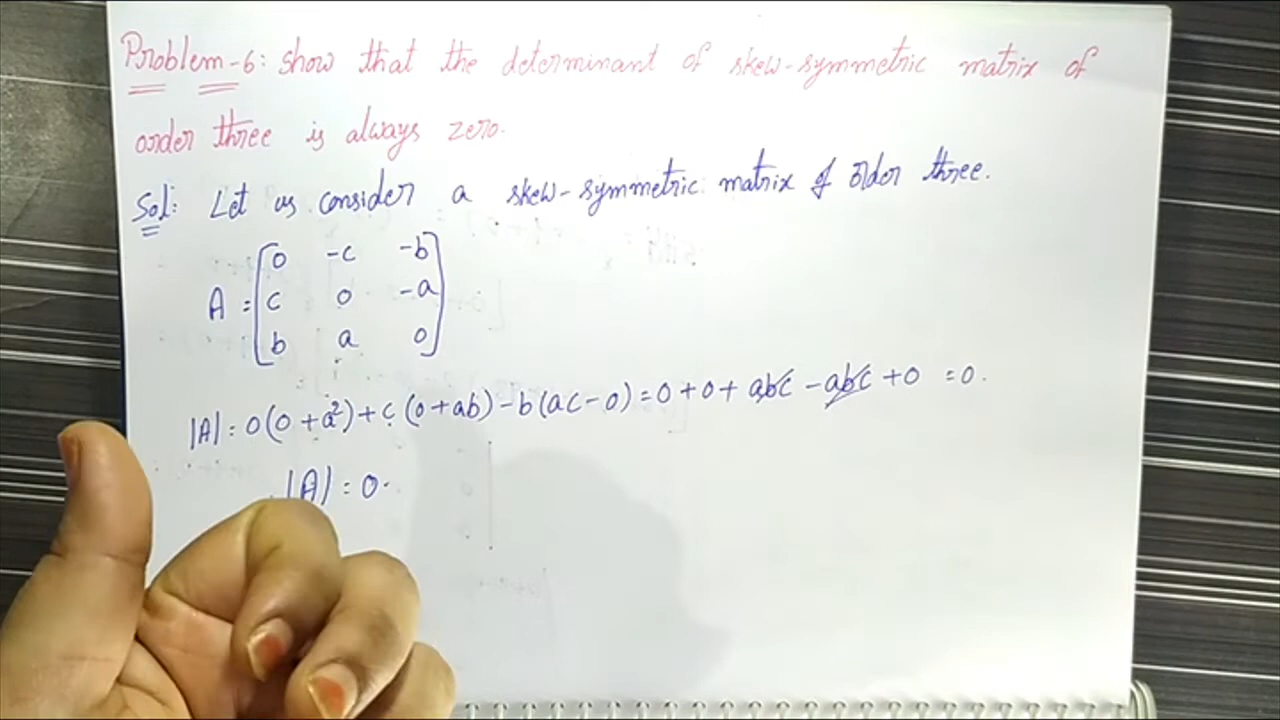 Problem-6: Show that the determinant of skew-symmetric matrix of
order three is always zero.
Sol: Let us consider a skew-symmetric matrix of order three.
A = [0 -c -b
c 0 -a
b a 0]
|A| = 0(0+a²)+c(0+ab)-b(ac-0)=0+0+abc-abc+0 =0.
|A| = 0.